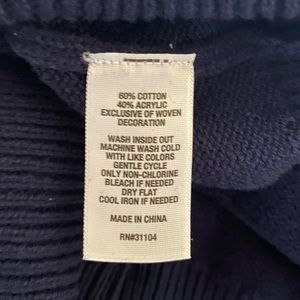 60% COTTON
40% ACRYLIC
EXCLUSIVE OF WOVEN
DECORATION
WASH INSIDE OUT
MACHINE WASH COLD
WITH LIKE COLORS
GENTLE CYCLE
ONLY NON-CHLORINE
BLEACH IF NEEDED
DRY FLAT
COOL IRON IF NEEDED
MADE IN CHINA
RN#31104